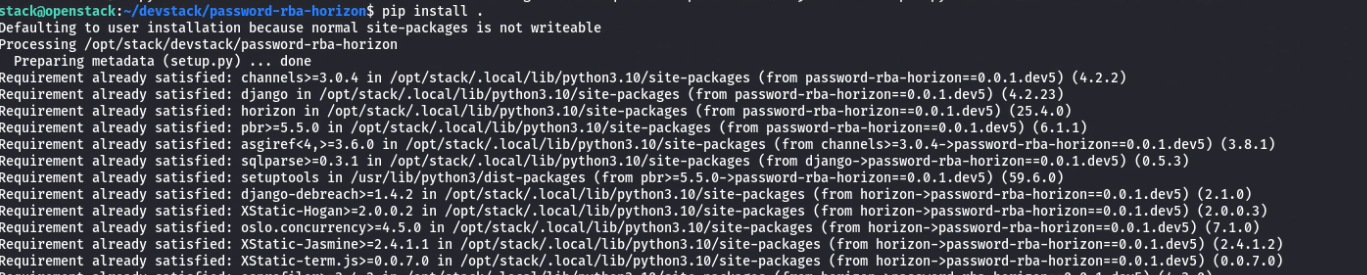 stack@openstack:~/devstack/password-rba-horizon$ pip install .
Defaulting to user installation because normal site-packages is not writeable
Processing /opt/stack/devstack/password-rba-horizon
  Preparing metadata (setup.py) ... done
Requirement already satisfied: channels>=3.0.4 in /opt/stack/.local/lib/python3.10/site-packages (from password-rba-horizon==0.0.1.dev5) (4.2.2)
Requirement already satisfied: django in /opt/stack/.local/lib/python3.10/site-packages (from password-rba-horizon==0.0.1.dev5) (4.2.23)
Requirement already satisfied: horizon in /opt/stack/.local/lib/python3.10/site-packages (from password-rba-horizon==0.0.1.dev5) (25.4.0)
Requirement already satisfied: pbr>=5.5.0 in /opt/stack/.local/lib/python3.10/site-packages (from password-rba-horizon==0.0.1.dev5) (6.1.1)
Requirement already satisfied: asgiref<4,>=3.6.0 in /opt/stack/.local/lib/python3.10/site-packages (from channels>=3.0.4->password-rba-horizon==0.0.1.dev5) (3.8.1)
Requirement already satisfied: sqlparse>=0.3.1 in /opt/stack/.local/lib/python3.10/site-packages (from django->password-rba-horizon==0.0.1.dev5) (0.5.3)
Requirement already satisfied: setuptools in /usr/lib/python3/dist-packages (from pbr>=5.5.0->password-rba-horizon==0.0.1.dev5) (59.6.0)
Requirement already satisfied: django-debreach>=1.4.2 in /opt/stack/.local/lib/python3.10/site-packages (from horizon->password-rba-horizon==0.0.1.dev5) (2.1.0)
Requirement already satisfied: XStatic-Hogan>=2.0.0.2 in /opt/stack/.local/lib/python3.10/site-packages (from horizon->password-rba-horizon==0.0.1.dev5) (2.0.0.3)
Requirement already satisfied: oslo.concurrency>=4.5.0 in /opt/stack/.local/lib/python3.10/site-packages (from horizon->password-rba-horizon==0.0.1.dev5) (7.1.0)
Requirement already satisfied: XStatic-Jasmine>=2.4.1.1 in /opt/stack/.local/lib/python3.10/site-packages (from horizon->password-rba-horizon==0.0.1.dev5) (2.4.1.2)
Requirement already satisfied: XStatic-term.js>=0.0.7.0 in /opt/stack/.local/lib/python3.10/site-packages (from horizon->password-rba-horizon==0.0.1.dev5) (0.0.7.0)